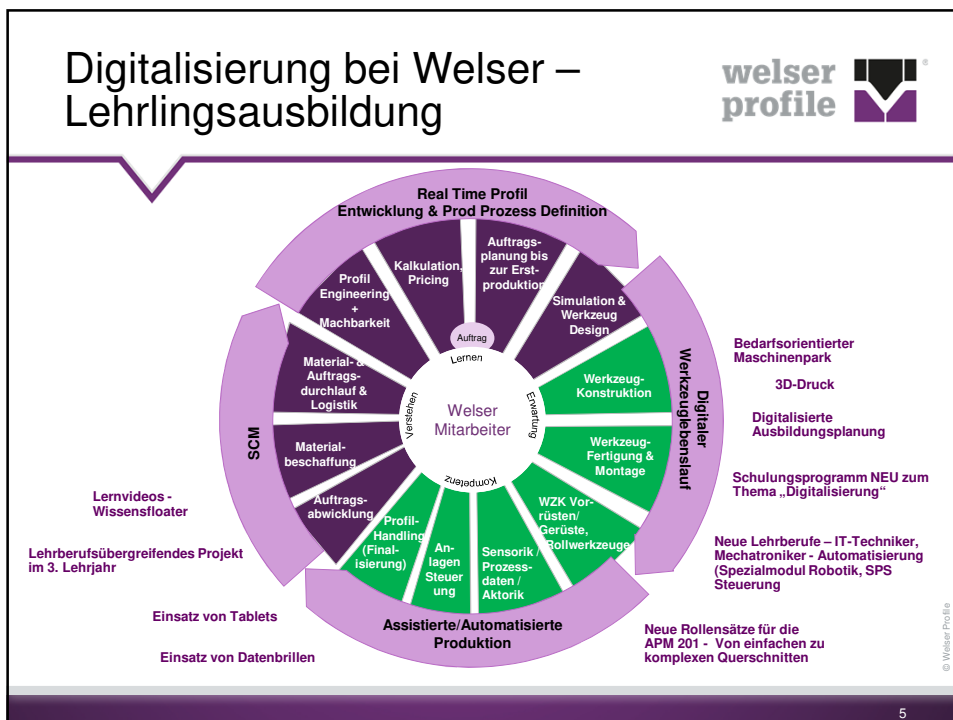 Digitalisierung bei Welser –
Lehrlingsausbildung
welser
profile
®
Real Time Profil
Entwicklung & Prod Prozess Definition
Auftrags-
planung bis
zur Erst-
produktion
Kalkulation,
Pricing
Profil
Engineering
+
Machbarkeit
Simulation &
Werkzeug
Design
Auftrag
Lernen
Material- &
Auftrags-
durchlauf &
Logistik
Werkzeug-
Konstruktion
Verstehen
Welser
Mitarbeiter
Erwartung
SCM
Digitaler
Werkzeuglebenslauf
Material-
beschaffung
Werkzeug-
Fertigung &
Montage
Kompetenz
Auftrags-
abwicklung
Profil-
Handling
(Final-
isierung)
An-
lagen
Steuer
ung
Sensorik /
Prozess-
daten /
Aktorik
WZK Vor-
rüsten/
Gerüste,
Rollwerkzeuge
Assistierte/Automatisierte
Produktion
Bedarfsorientierter
Maschinenpark
3D-Druck
Digitalisierte
Ausbildungsplanung
Schulungsprogramm NEU zum
Thema „Digitalisierung“
Neue Lehrberufe – IT-Techniker,
Mechatroniker - Automatisierung
(Spezialmodul Robotik, SPS
Steuerung
Neue Rollensätze für die
APM 201 - Von einfachen zu
komplexen Querschnitten
Lernvideos -
Wissensfloater
Lehrberufsübergreifendes Projekt
im 3. Lehrjahr
Einsatz von Tablets
Einsatz von Datenbrillen
© Welser Profile
5